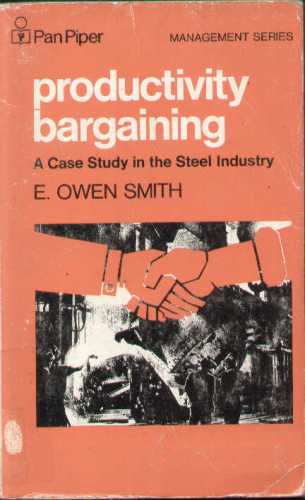 Pan Piper
MANAGEMENT SERIES
productivity
bargaining
A Case Study in the Steel Industry
E. OWEN SMITH